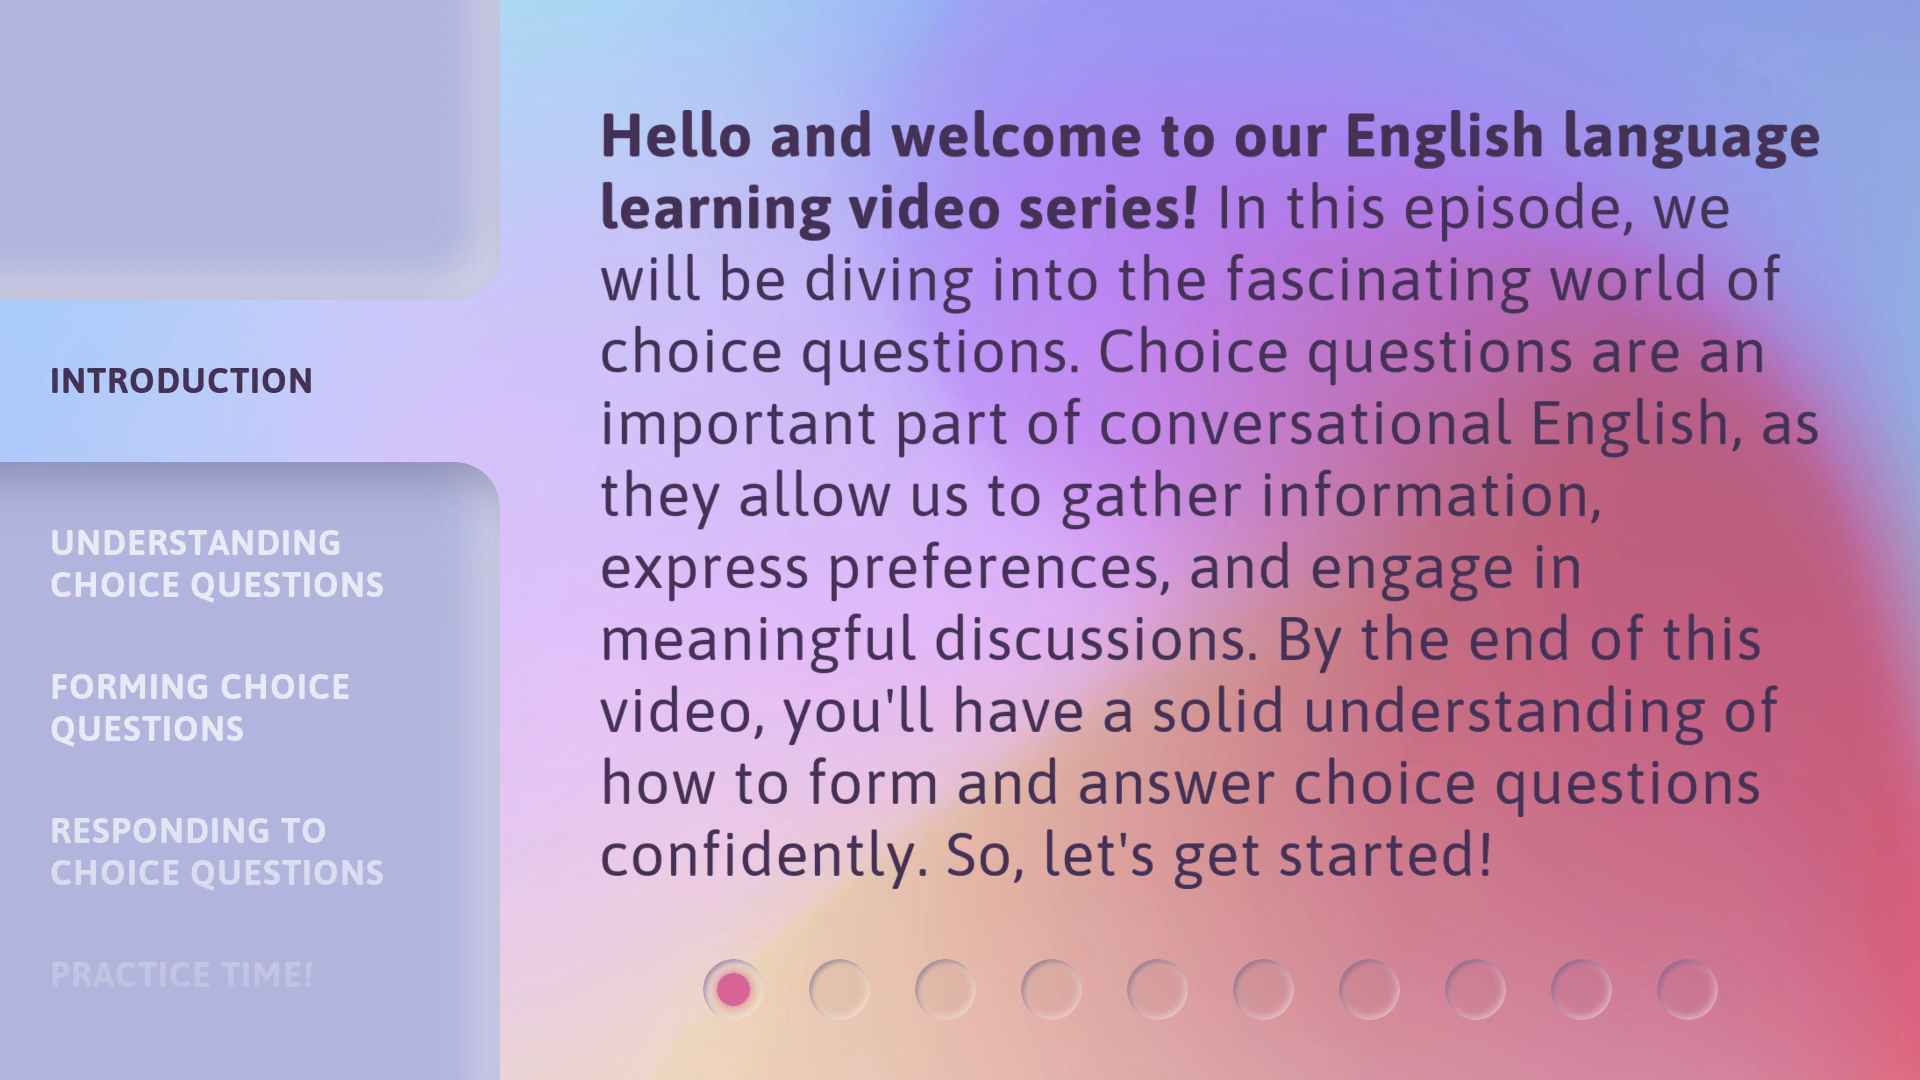 INTRODUCTION
UNDERSTANDING
CHOICE QUESTIONS
FORMING CHOICE
QUESTIONS
RESPONDING TO
CHOICE QUESTIONS
PRACTICE TIME!
Hello and welcome to our English language
learning video series! In this episode, we
will be diving into the fascinating world of
choice questions. Choice questions are an
important part of conversational English, as
they allow us to gather information,
express preferences, and engage in
meaningful discussions. By the end of this
video, you'll have a solid understanding of
how to form and answer choice questions
confidently. So, let's get started!